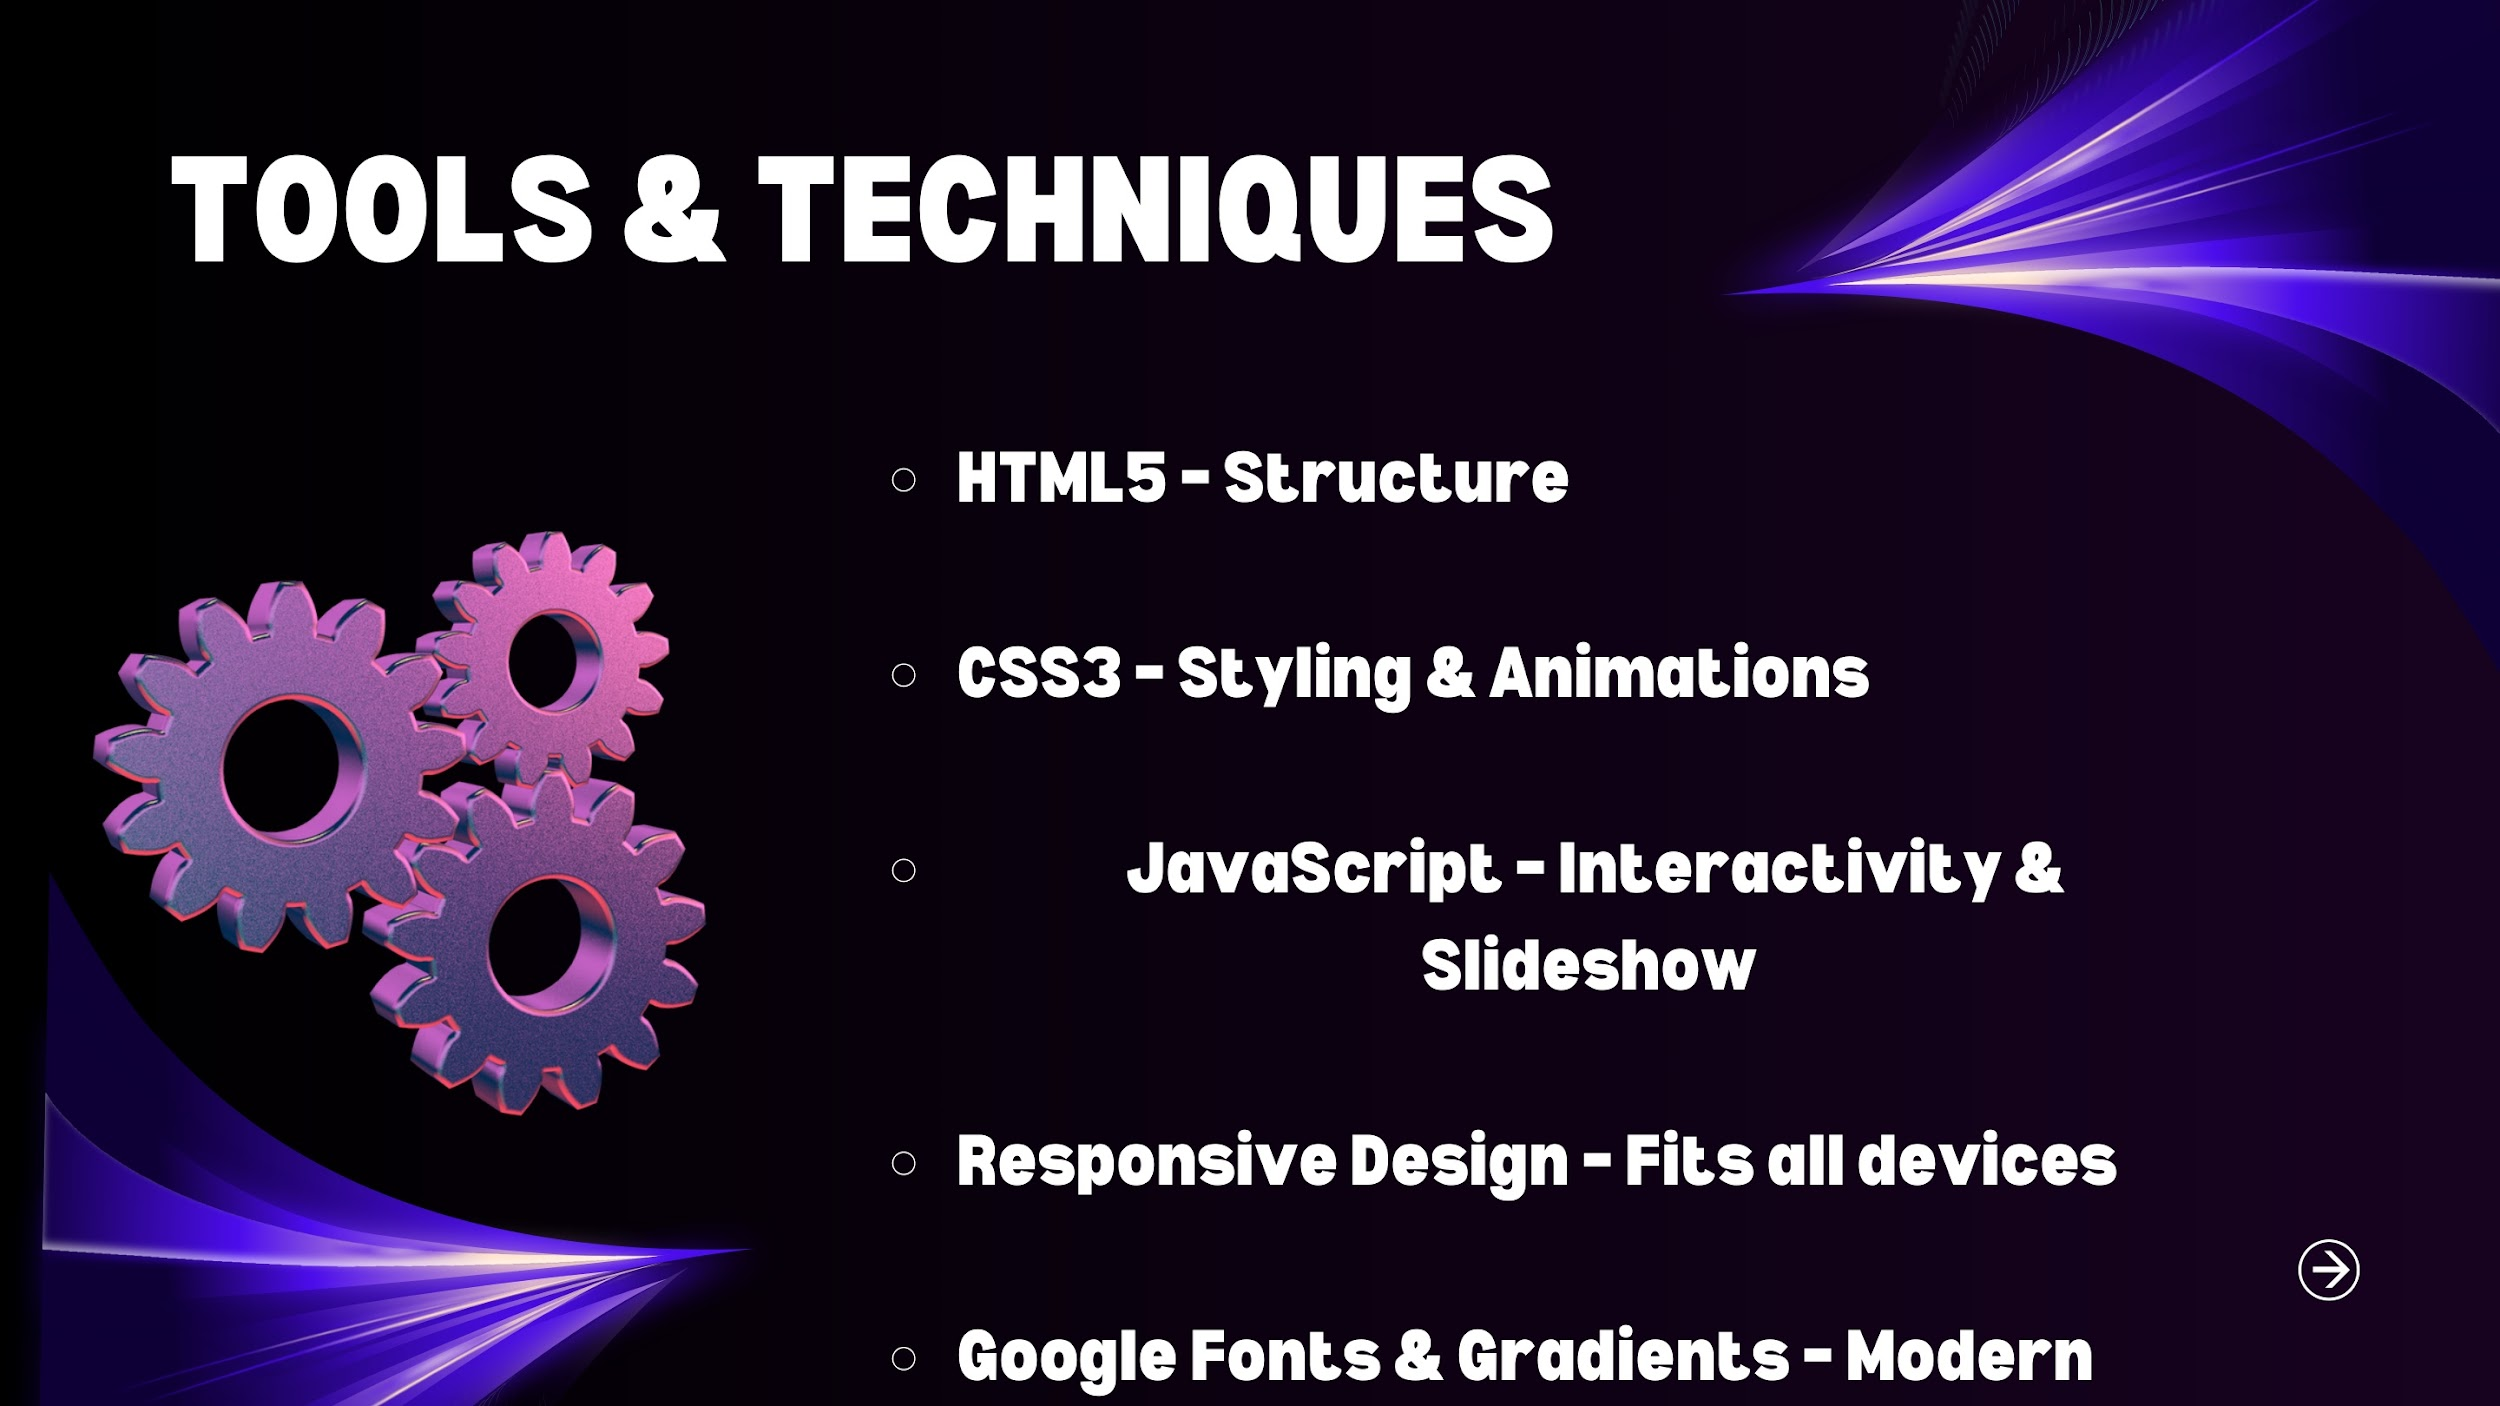 TOOLS & TECHNIQUES
HTML5 - Structure
CSS3 - Styling & Animations
JavaScript - Interactivity &
Slideshow
Responsive Design - Fits all devices
Google Fonts & Gradients - Modern